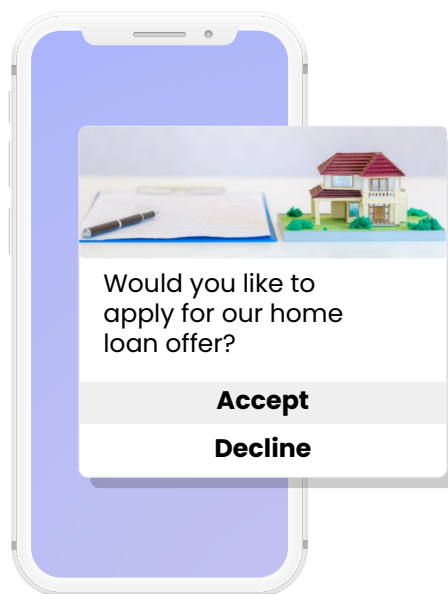 Would you like to
apply for our home
loan offer?
Accept
Decline